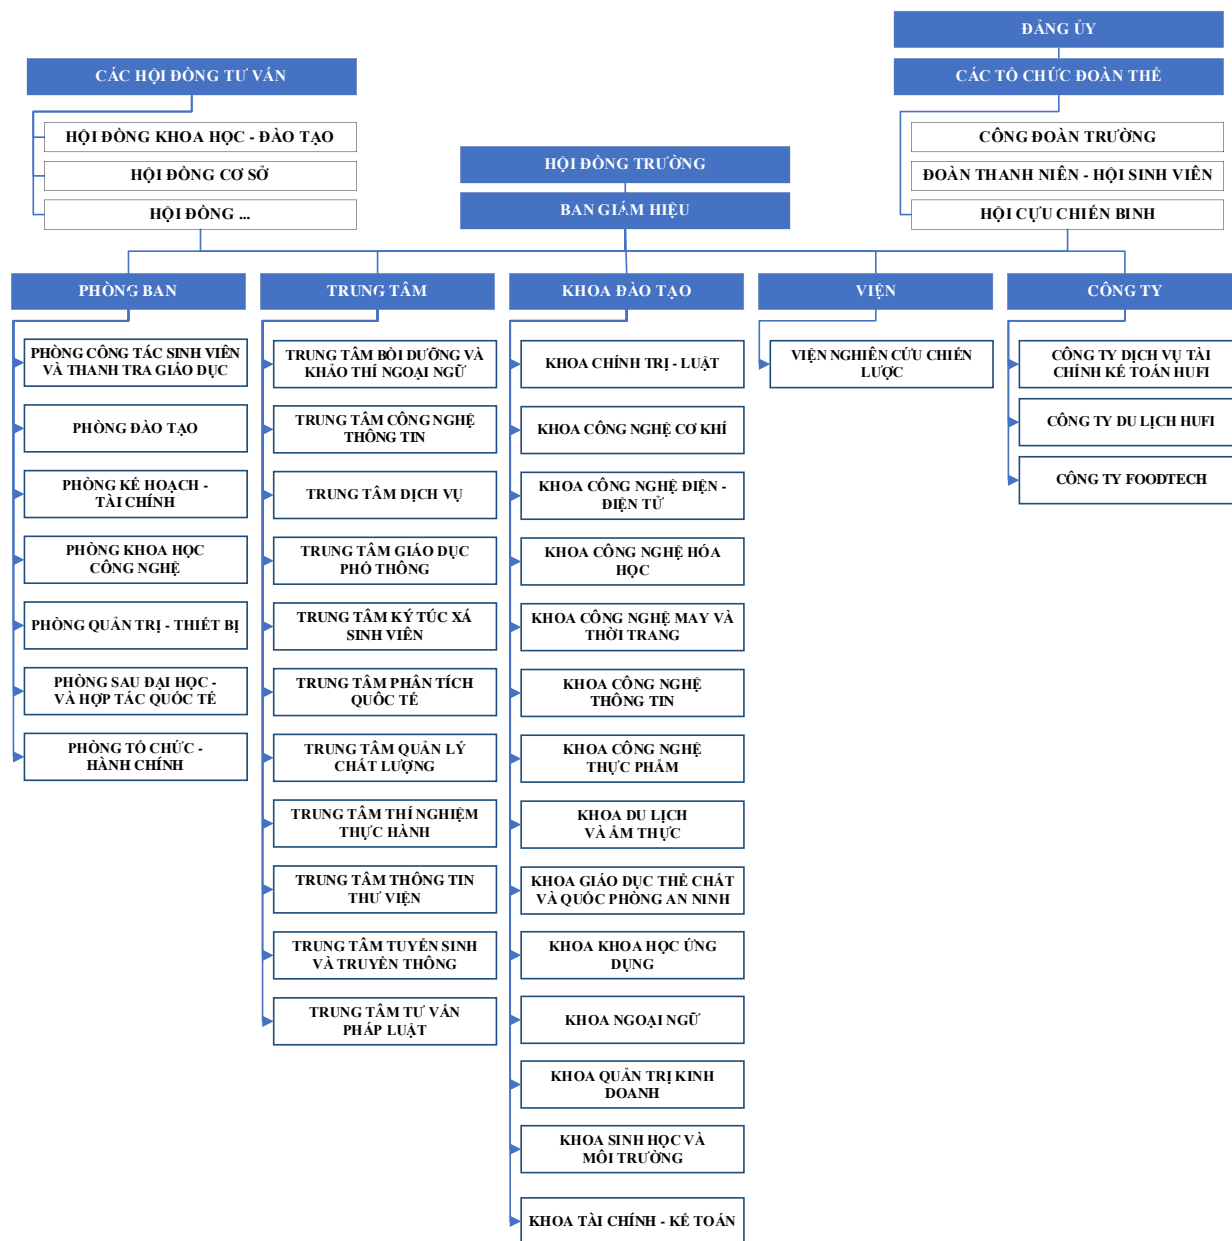 ĐẢNG ỦY
CÁC HỘI ĐỒNG TƯ VẤN
CÁC TỔ CHỨC ĐOÀN THỂ
HỘI ĐỒNG KHOA HỌC - ĐÀO TẠO
HỘI ĐỒNG CƠ SỞ
HỘI ĐỒNG ...
HỘI ĐỒNG TRƯỜNG
BAN GIÁM HIỆU
CÔNG ĐOÀN TRƯỜNG
ĐOÀN THANH NIÊN - HỘI SINH VIÊN
HỘI CỰU CHIẾN BINH
PHÒNG BAN
PHÒNG CÔNG TÁC SINH VIÊN
VÀ THANH TRA GIÁO DỤC
PHÒNG ĐÀO TẠO
PHÒNG KẾ HOẠCH -
TÀI CHÍNH
PHÒNG KHOA HỌC
CÔNG NGHỆ
PHÒNG QUẢN TRỊ - THIẾT BỊ
PHÒNG SAU ĐẠI HỌC -
VÀ HỢP TÁC QUỐC TẾ
PHÒNG TỔ CHỨC -
HÀNH CHÍNH
TRUNG TÂM
TRUNG TÂM BỒI DƯỠNG VÀ
KHẢO THÍ NGOẠI NGỮ
TRUNG TÂM CÔNG NGHỆ
THÔNG TIN
TRUNG TÂM DỊCH VỤ
TRUNG TÂM GIÁO DỤC
PHỔ THÔNG
TRUNG TÂM KÝ TÚC XÁ
SINH VIÊN
TRUNG TÂM PHÂN TÍCH
QUỐC TẾ
TRUNG TÂM QUẢN LÝ
CHẤT LƯỢNG
TRUNG TÂM THÍ NGHIỆM
THỰC HÀNH
TRUNG TÂM THÔNG TIN
THƯ VIỆN
TRUNG TÂM TUYỂN SINH
VÀ TRUYỀN THÔNG
TRUNG TÂM TƯ VẤN
PHÁP LUẬT
KHOA ĐÀO TẠO
KHOA CHÍNH TRỊ - LUẬT
KHOA CÔNG NGHỆ CƠ KHÍ
KHOA CÔNG NGHỆ ĐIỆN -
ĐIỆN TỬ
KHOA CÔNG NGHỆ HÓA
HỌC
KHOA CÔNG NGHỆ MAY VÀ
THỜI TRANG
KHOA CÔNG NGHỆ
THÔNG TIN
KHOA CÔNG NGHỆ
THỰC PHẨM
KHOA DU LỊCH
VÀ ẨM THỰC
KHOA GIÁO DỤC THỂ CHẤT
VÀ QUỐC PHÒNG AN NINH
KHOA KHOA HỌC ỨNG
DỤNG
KHOA NGOẠI NGỮ
KHOA QUẢN TRỊ KINH
DOANH
KHOA SINH HỌC VÀ
MÔI TRƯỜNG
KHOA TÀI CHÍNH - KẾ TOÁN
VIỆN
VIỆN NGHIÊN CỨU CHIẾN
LƯỢC
CÔNG TY
CÔNG TY DỊCH VỤ TÀI
CHÍNH KẾ TOÁN HUFI
CÔNG TY DU LỊCH HUFI
CÔNG TY FOODTECH